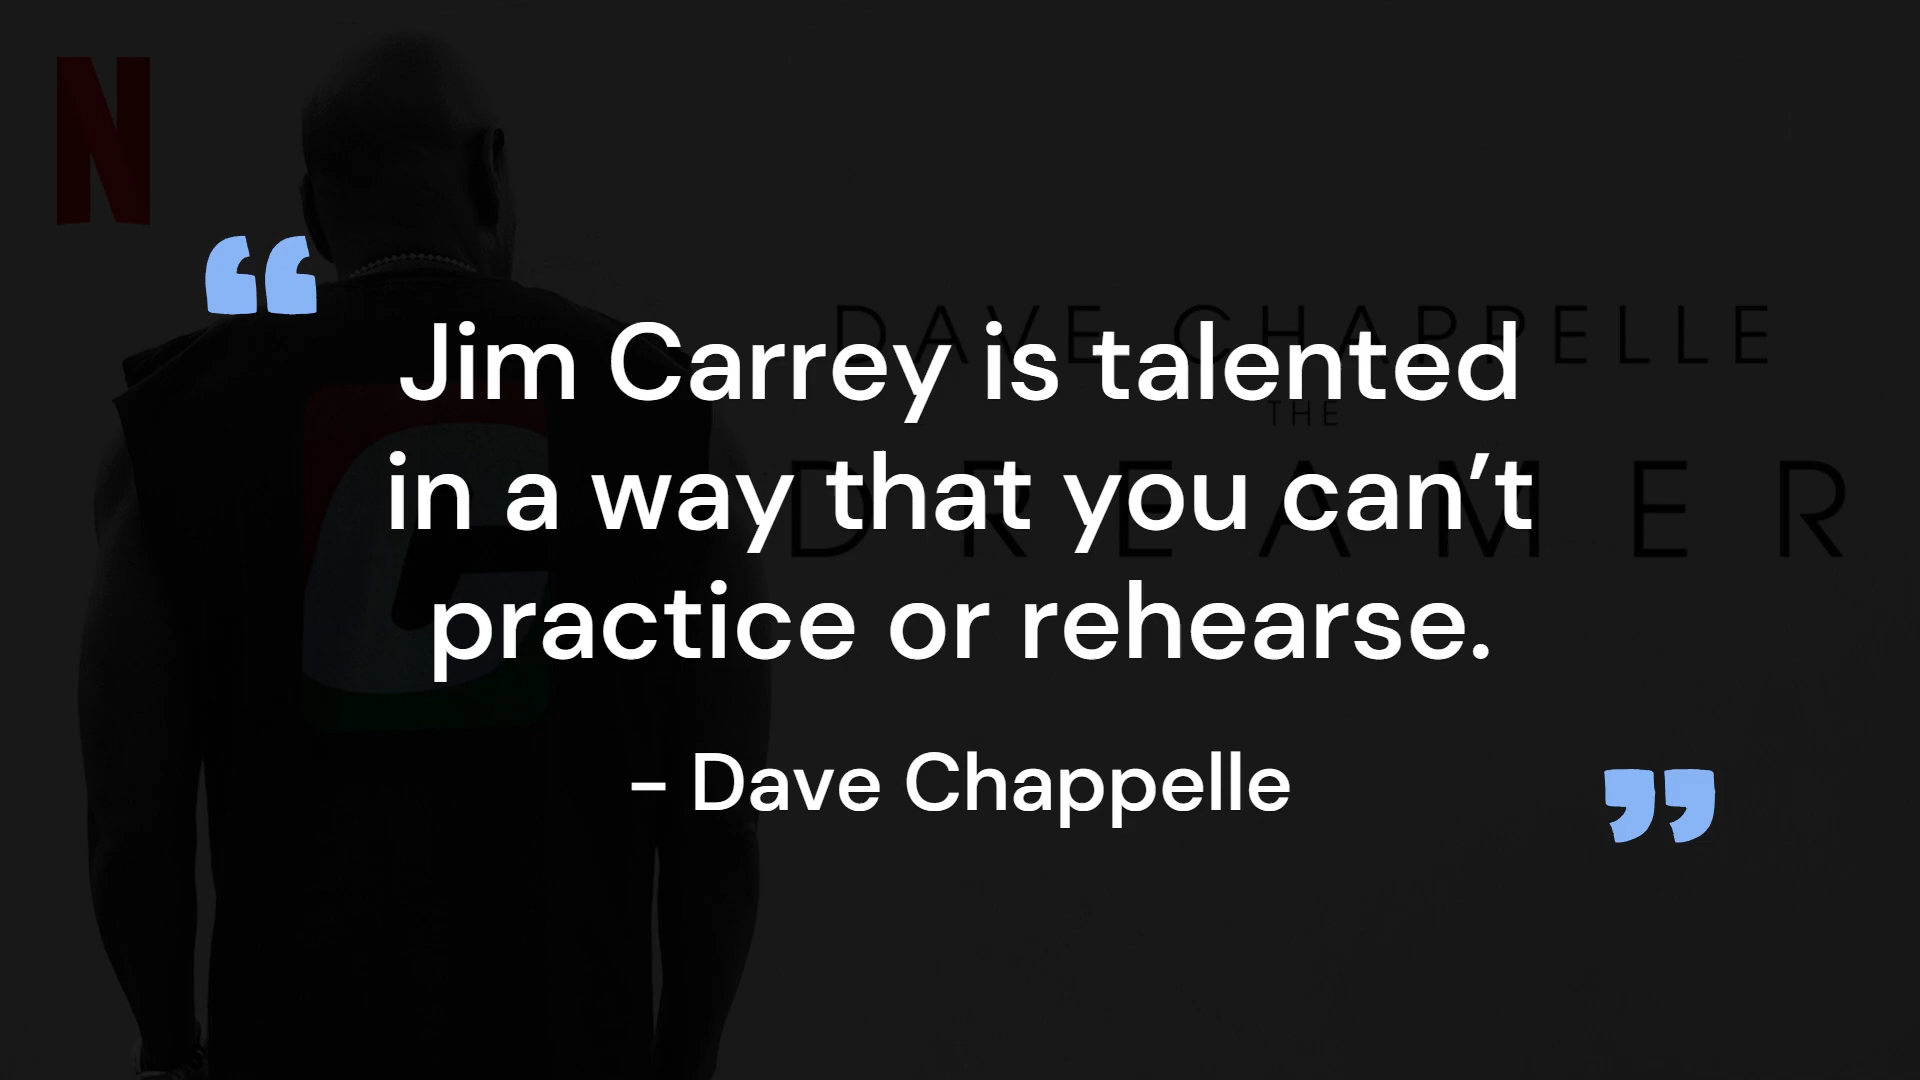 N
DAVE CHAPPELLE
THE
DREAMER
“
Jim Carrey is talented
in a way that you can’t
practice or rehearse.
– Dave Chappelle
”